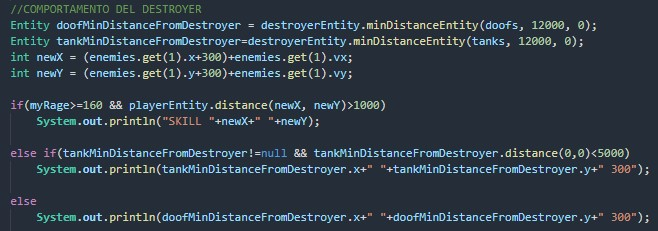 //COMPORTAMENTO DEL DESTROYER
Entity doofMinDistanceFromDestroyer = destroyerEntity.minDistanceEntity(doofs, 12000, 0);
Entity tankMinDistanceFromDestroyer=destroyerEntity.minDistanceEntity(tanks, 12000, 0);
int newX = (enemies.get(1).x+300)+enemies.get(1).vx;
int newY = (enemies.get(1).y+300)+enemies.get(1).vy;
if(myRage>=160 && playerEntity.distance(newX, newY)>1000)
System.out.println("SKILL "+newX+" "+newY);
else if(tankMinDistanceFromDestroyer!=null && tankMinDistanceFromDestroyer.distance(0,0)<5000)
System.out.println(tankMinDistanceFromDestroyer.x+" "+tankMinDistanceFromDestroyer.y+" 300");
else
System.out.println(doofMinDistanceFromDestroyer.x+" "+doofMinDistanceFromDestroyer.y+" 300");